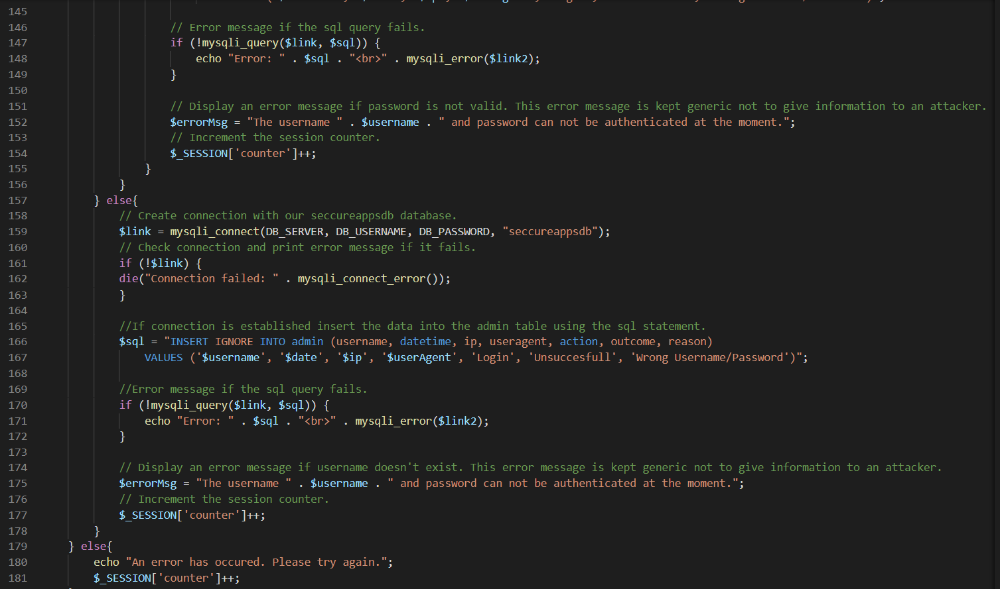 145
146 // Error message if the sql query fails.
147 if (!mysqli_query($link, $sql)) {
148 echo "Error: " . $sql . "<br>" . mysqli_error($link2);
149 }
150
151 // Display an error message if password is not valid. This error message is kept generic not to give information to an attacker.
152 $errorMsg = "The username " . $username . " and password can not be authenticated at the moment.";
153 // Increment the session counter.
154 $_SESSION['counter']++;
155 }
156 }
157 } else{
158 // Create connection with our seccureappsdb database.
159 $link = mysqli_connect(DB_SERVER, DB_USERNAME, DB_PASSWORD, "seccureappsdb");
160 // Check connection and print error message if it fails.
161 if (!$link) {
162 die("Connection failed: " . mysqli_connect_error());
163 }
164
165 //If connection is established insert the data into the admin table using the sql statement.
166 $sql = "INSERT IGNORE INTO admin (username, datetime, ip, useragent, action, outcome, reason)
167 VALUES ('$username', '$date', '$ip', '$userAgent', 'Login', 'Unsuccesfull', 'Wrong Username/Password')";
168
169 //Error message if the sql query fails.
170 if (!mysqli_query($link, $sql)) {
171 echo "Error: " . $sql . "<br>" . mysqli_error($link2);
172 }
173
174 // Display an error message if username doesn't exist. This error message is kept generic not to give information to an attacker.
175 $errorMsg = "The username " . $username . " and password can not be authenticated at the moment.";
176 // Increment the session counter.
177 $_SESSION['counter']++;
178 }
179 } else{
180 echo "An error has occured. Please try again.";
181 $_SESSION['counter']++;